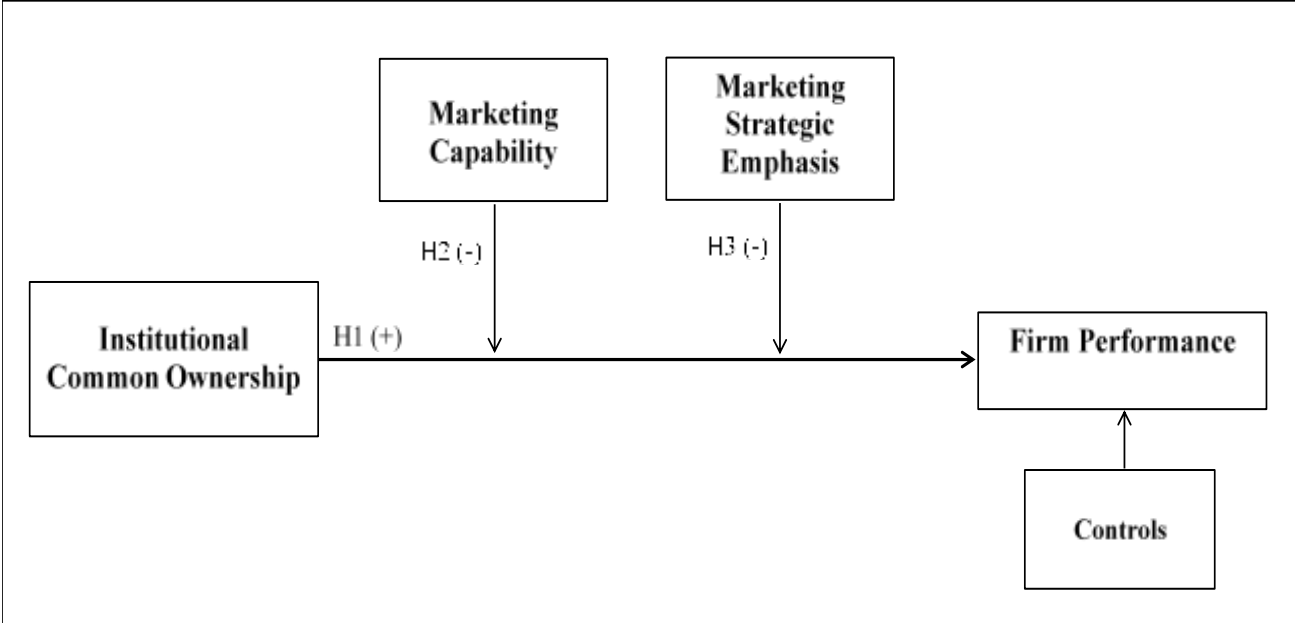 Marketing
Capability
Marketing
Strategic
Emphasis
H2 (-)
H3 (-)
Institutional
Common Ownership
H1 (+)
Firm Performance
Controls